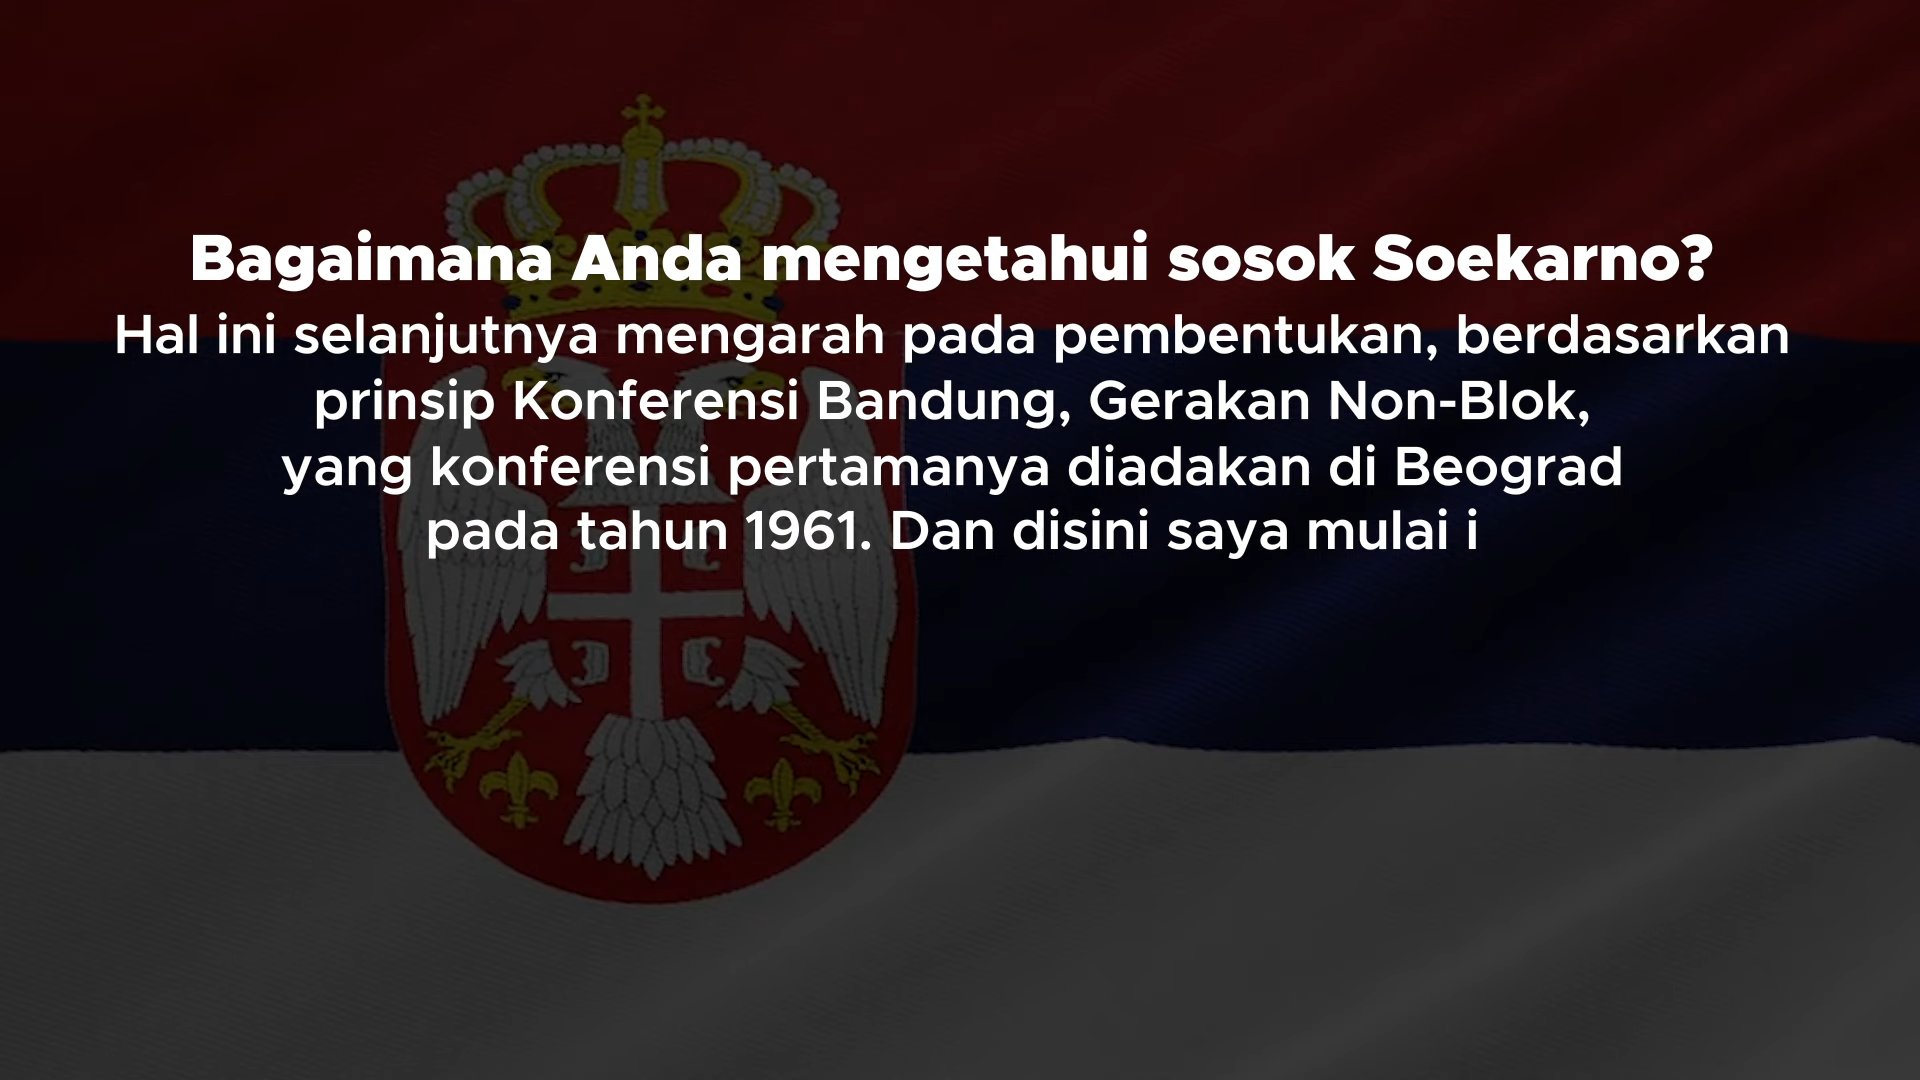 Bagaimana Anda mengetahui sosok Soekarno?
Hal ini selanjutnya mengarah pada pembentukan, berdasarkan
prinsip Konferensi Bandung, Gerakan Non-Blok,
yang konferensi pertamanya diadakan di Beograd
pada tahun 1961. Dan disini saya mulai i